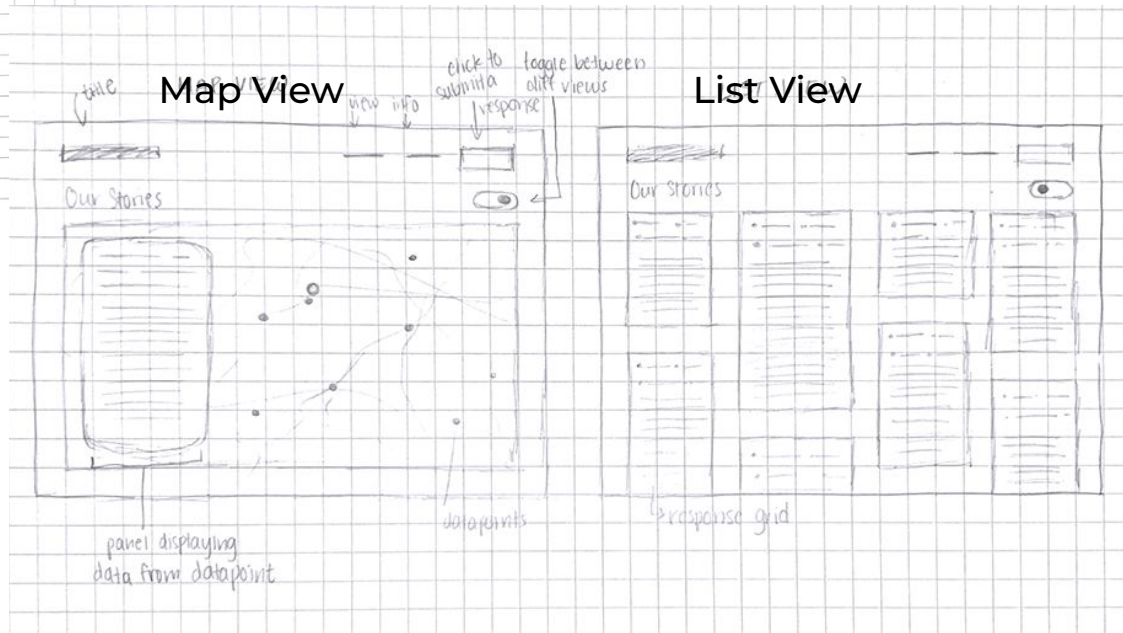 Map View
title
view info
click to
submit a
response
toggle between
diff views
Our Stories
panel displaying
data from datapoint
datapoints
List View
Our Stories
response grid